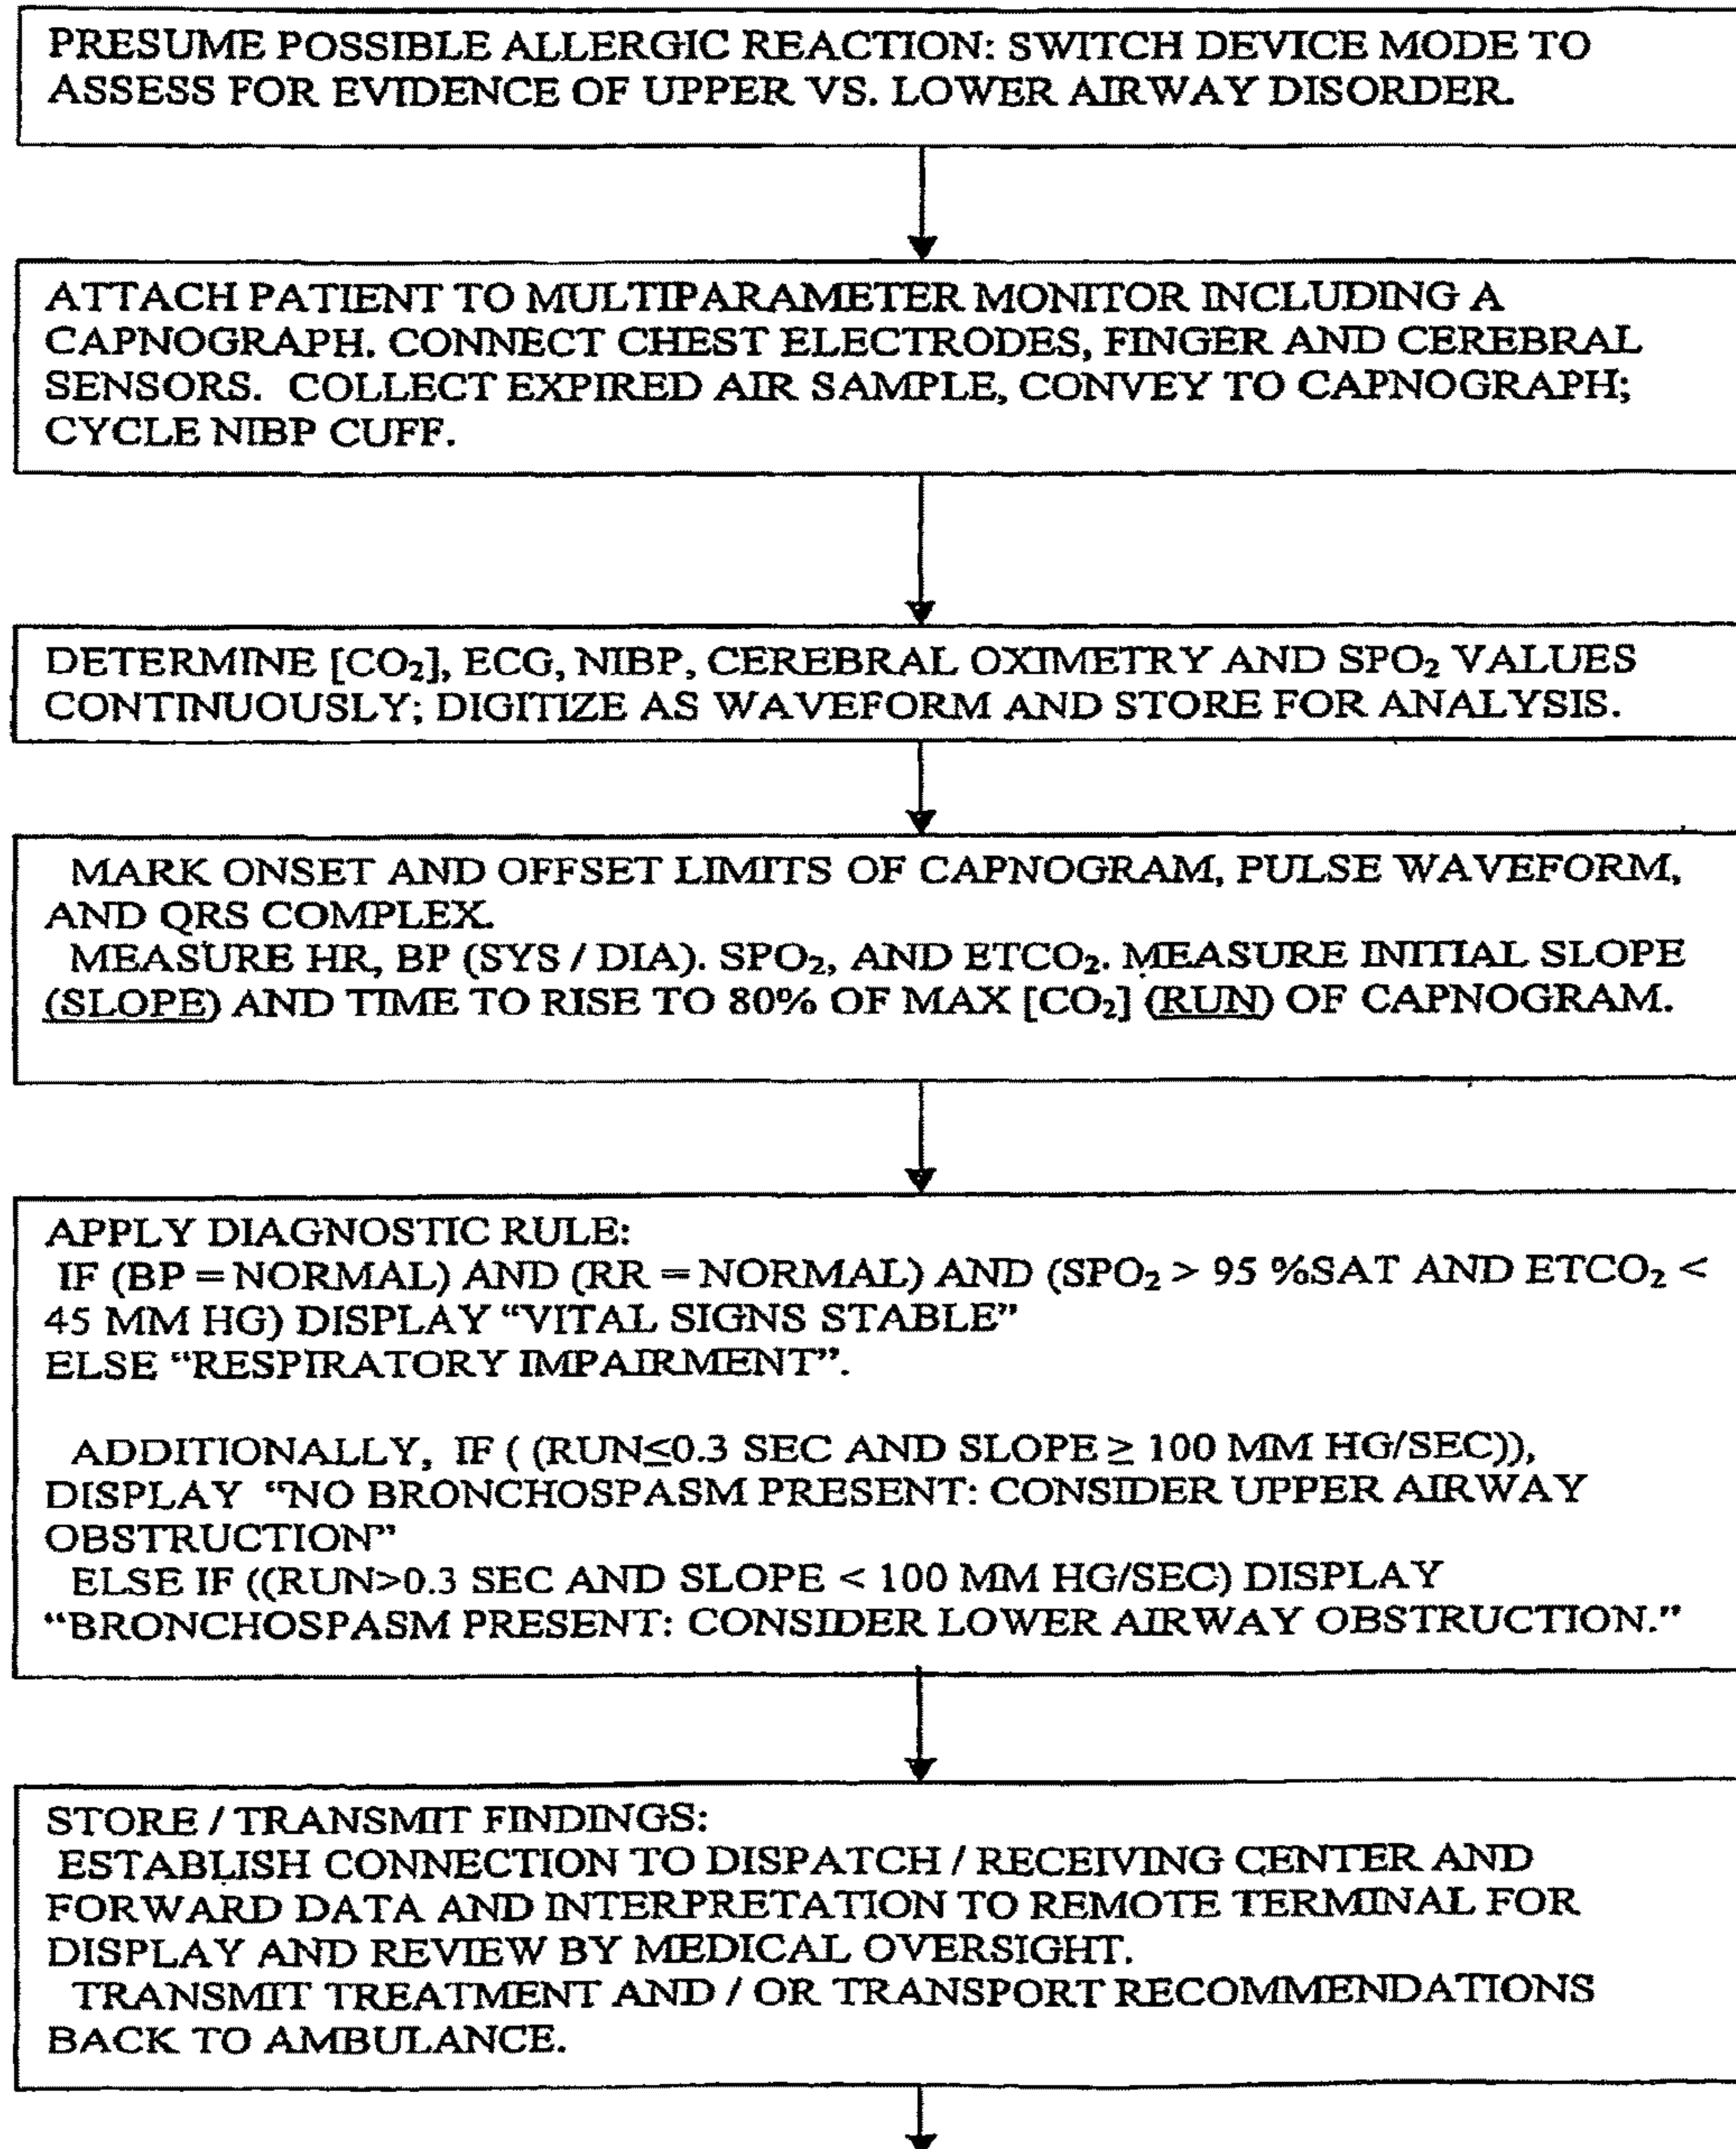 PRESUME POSSIBLE ALLERGIC REACTION: SWITCH DEVICE MODE TO
ASSESS FOR EVIDENCE OF UPPER VS. LOWER AIRWAY DISORDER.
ATTACH PATIENT TO MULTIPARAMETER MONITOR INCLUDING A
CAPNOGRAPH. CONNECT CHEST ELECTRODES, FINGER AND CEREBRAL
SENSORS. COLLECT EXPIRED AIR SAMPLE, CONVEY TO CAPNOGRAPH;
CYCLE NIBP CUFF.
DETERMINE [CO₂], ECG, NIBP, CEREBRAL OXIMETRY AND SPO₂ VALUES
CONTINUOUSLY; DIGITIZE AS WAVEFORM AND STORE FOR ANALYSIS.
MARK ONSET AND OFFSET LIMITS OF CAPNOGRAM, PULSE WAVEFORM,
AND QRS COMPLEX.
MEASURE HR, BP (SYS / DIA). SPO₂, AND ETCO₂. MEASURE INITIAL SLOPE
(SLOPE) AND TIME TO RISE TO 80% OF MAX [CO₂] (RUN) OF CAPNOGRAM.
APPLY DIAGNOSTIC RULE:
IF (BP = NORMAL) AND (RR = NORMAL) AND (SPO₂ > 95 %SAT AND ETCO₂ <
45 MM HG) DISPLAY “VITAL SIGNS STABLE”
ELSE “RESPIRATORY IMPAIRMENT”.
ADDITIONALLY, IF ( (RUN≤0.3 SEC AND SLOPE ≥ 100 MM HG/SEC)),
DISPLAY “NO BRONCHOSPASM PRESENT: CONSIDER UPPER AIRWAY
OBSTRUCTION”
ELSE IF ((RUN>0.3 SEC AND SLOPE < 100 MM HG/SEC) DISPLAY
“BRONCHOSPASM PRESENT: CONSIDER LOWER AIRWAY OBSTRUCTION.”
STORE / TRANSMIT FINDINGS:
ESTABLISH CONNECTION TO DISPATCH / RECEIVING CENTER AND
FORWARD DATA AND INTERPRETATION TO REMOTE TERMINAL FOR
DISPLAY AND REVIEW BY MEDICAL OVERSIGHT.
TRANSMIT TREATMENT AND / OR TRANSPORT RECOMMENDATIONS
BACK TO AMBULANCE.